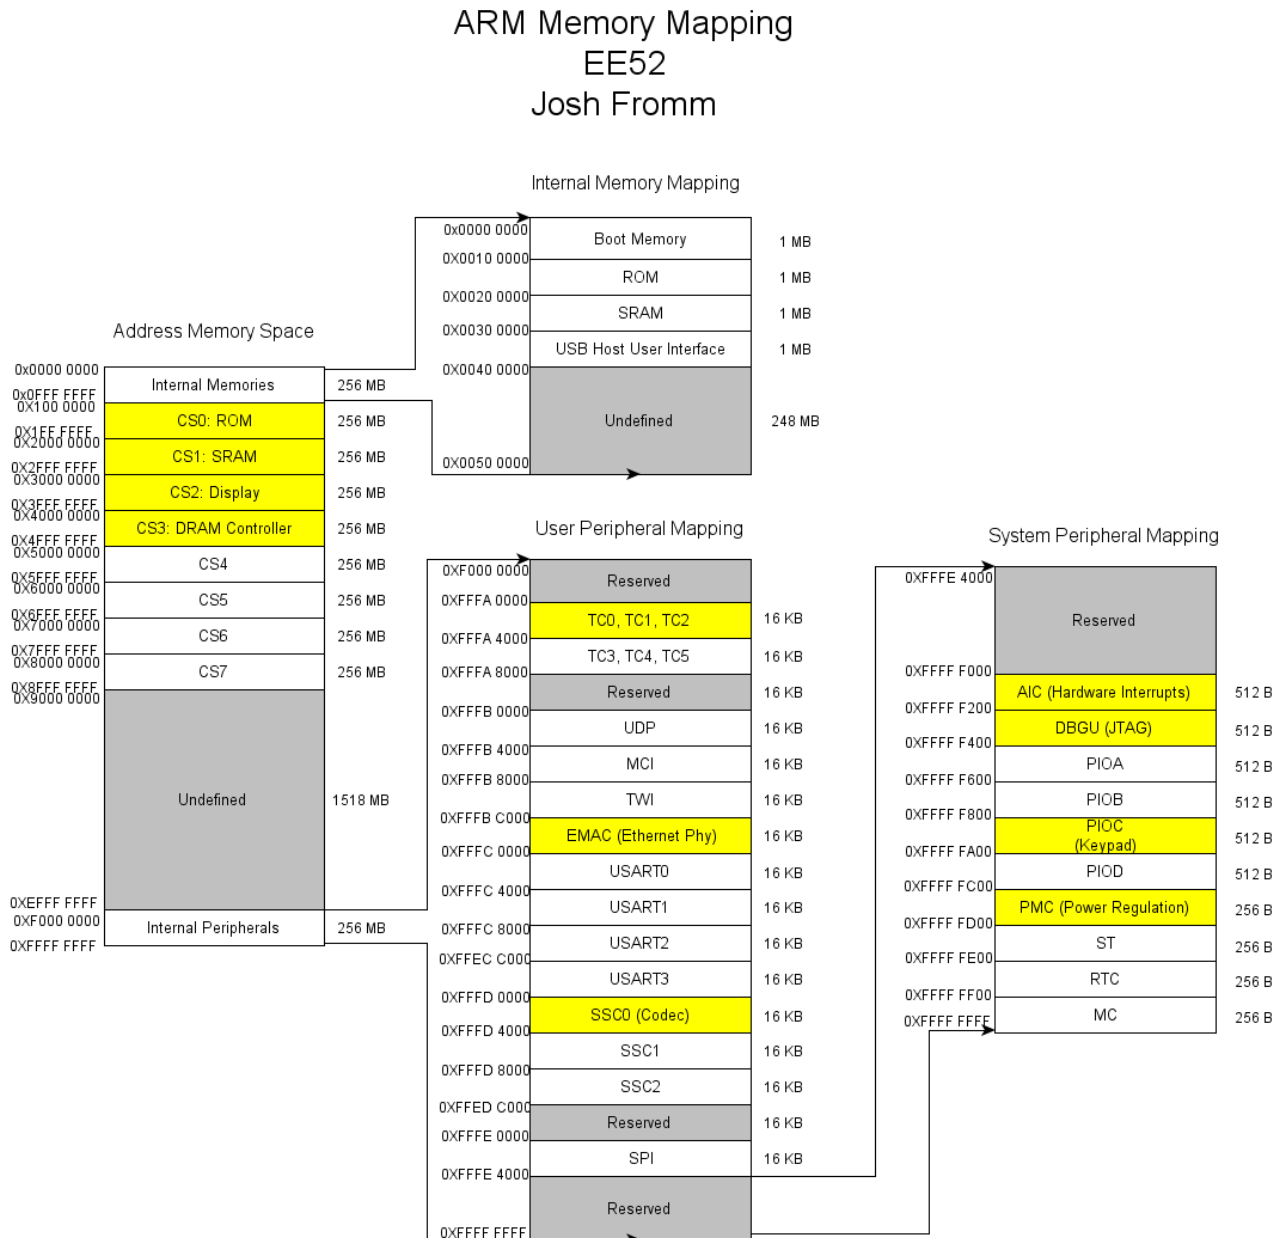 ARM Memory Mapping
EE52
Josh Fromm
Internal Memory Mapping
0x0000 0000
Boot Memory 1 MB
0X0010 0000
ROM 1 MB
0X0020 0000
SRAM 1 MB
0X0030 0000
USB Host User Interface 1 MB
0X0040 0000
Undefined 248 MB
0X0050 0000
Address Memory Space
0x0000 0000
Internal Memories 256 MB
0x0FFF FFFF
0X100 0000
CS0: ROM 256 MB
0X1FF FFFF
0X2000 0000
CS1: SRAM 256 MB
0X2FFF FFFF
0X3000 0000
CS2: Display 256 MB
0X3FFF FFFF
0X4000 0000
CS3: DRAM Controller 256 MB
0X4FFF FFFF
0X5000 0000
CS4 256 MB
0X5FFF FFFF
0X6000 0000
CS5 256 MB
0X6FFF FFFF
0X7000 0000
CS6 256 MB
0X7FFF FFFF
0X8000 0000
CS7 256 MB
0X8FFF FFFF
0X9000 0000
Undefined 1518 MB
0XEFFF FFFF
0XF000 0000
Internal Peripherals 256 MB
0XFFFF FFFF
User Peripheral Mapping
0XF000 0000
Reserved
0XFFFA 0000
TC0, TC1, TC2 16 KB
0XFFFA 4000
TC3, TC4, TC5 16 KB
0XFFFA 8000
Reserved 16 KB
0XFFFB 0000
UDP 16 KB
0XFFFB 4000
MCI 16 KB
0XFFFB 8000
TWI 16 KB
0XFFFB C000
EMAC (Ethernet Phy) 16 KB
0XFFFC 0000
USART0 16 KB
0XFFFC 4000
USART1 16 KB
0XFFFC 8000
USART2 16 KB
0XFFEC C000
USART3 16 KB
0XFFFD 0000
SSC0 (Codec) 16 KB
0XFFFD 4000
SSC1 16 KB
0XFFFD 8000
SSC2 16 KB
0XFFED C000
Reserved 16 KB
0XFFFE 0000
SPI 16 KB
0XFFFE 4000
Reserved
0XFFFF FFFF
System Peripheral Mapping
0XFFFE 4000
Reserved
0XFFFF F000
AIC (Hardware Interrupts) 512 B
0XFFFF F200
DBGU (JTAG) 512 B
0XFFFF F400
PIOA 512 B
0XFFFF F600
PIOB 512 B
0XFFFF F800
PIOC
(Keypad) 512 B
0XFFFF FA00
PIOD 512 B
0XFFFF FC00
PMC (Power Regulation) 256 B
0XFFFF FD00
ST 256 B
0XFFFF FE00
RTC 256 B
0XFFFF FF00
MC 256 B
0XFFFF FFFF